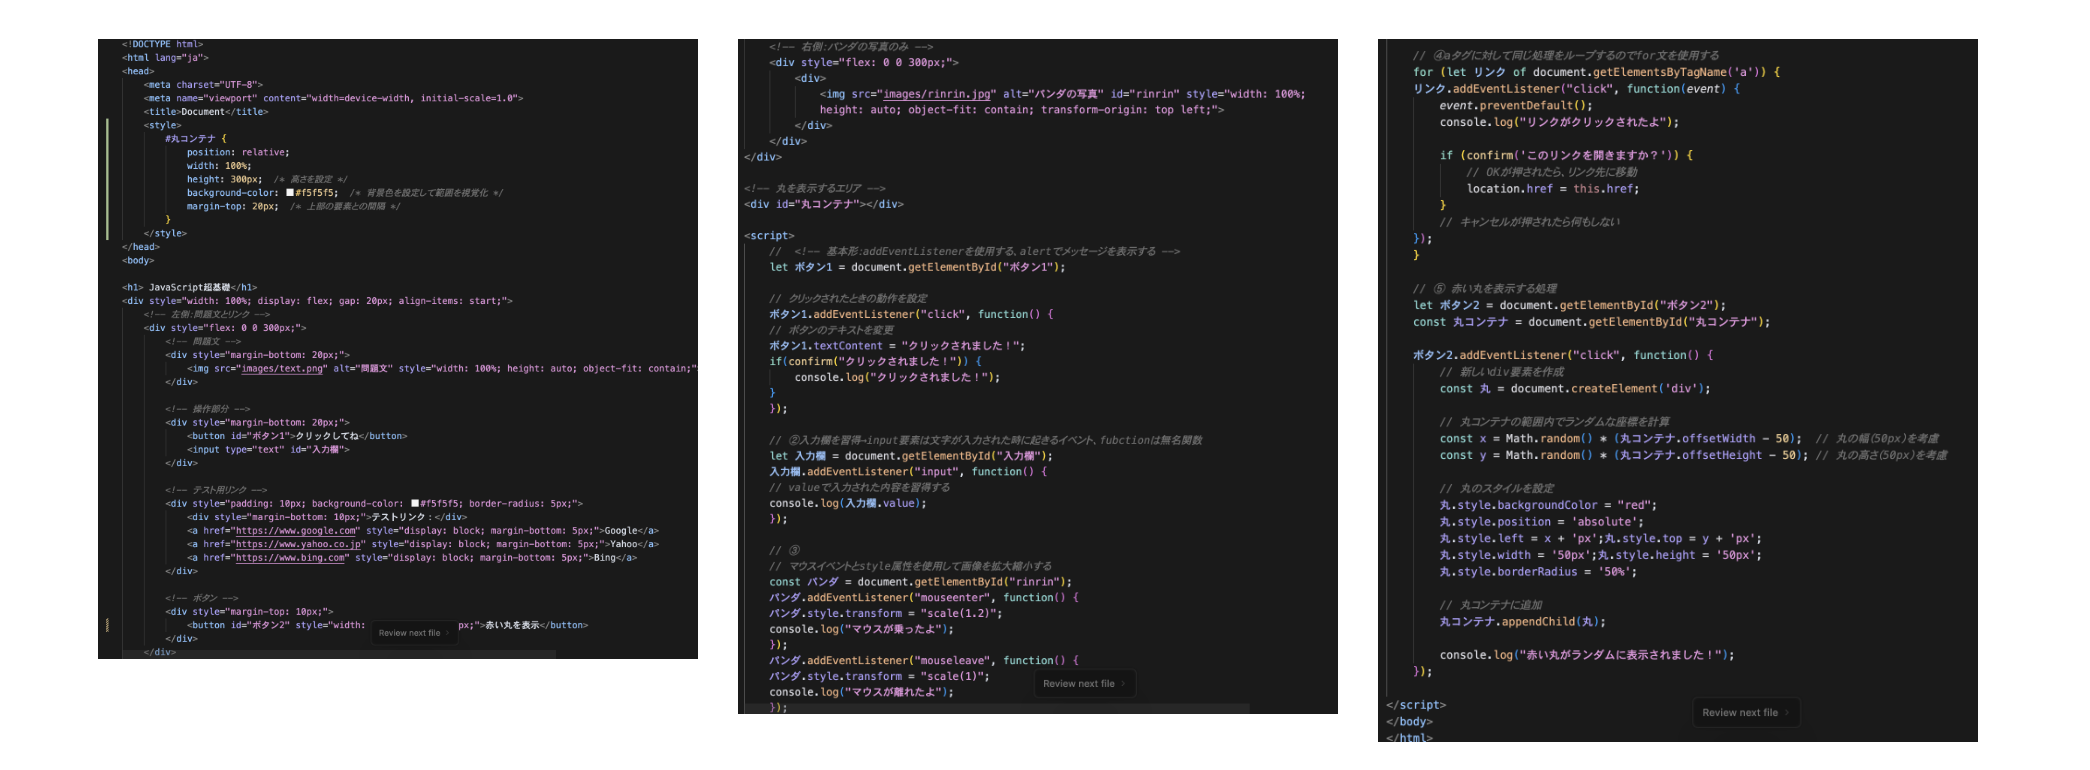 <!DOCTYPE html>
<html lang="ja">
<head>
<meta charset="UTF-8">
<meta name="viewport" content="width=device-width, initial-scale=1.0">
<title>Document</title>
<style>
#丸コンテナ {
position: relative;
width: 100%;
height: 300px; /* 高さを設定 */
background-color: #f5f5f5; /* 背景色を設定して範囲を視覚化 */
margin-top: 20px; /* 上部の要素との間隔 */
}
</style>
</head>
<body>
<h1> JavaScript超基礎</h1>
<div style="width: 100%; display: flex; gap: 20px; align-items: start;">
<!-- 左側:問題文とリンク -->
<div style="flex: 0 0 300px;">
<!-- 問題文 -->
<div style="margin-bottom: 20px;">
<img src="images/text.png" alt="問題文" style="width: 100%; height: auto; object-fit: contain;"
</div>
<!-- 操作部分 -->
<div style="margin-bottom: 20px;">
<button id="ボタン1">クリックしてね</button>
<input type="text" id="入力欄">
</div>
<!-- テスト用リンク -->
<div style="padding: 10px; background-color: #f5f5f5; border-radius: 5px;">
<div style="margin-bottom: 10px;">テストリンク：</div>
<a href="https://www.google.com" style="display: block; margin-bottom: 5px;">Google</a>
<a href="https://www.yahoo.co.jp" style="display: block; margin-bottom: 5px;">Yahoo</a>
<a href="https://www.bing.com" style="display: block; margin-bottom: 5px;">Bing</a>
</div>
<!-- ボタン -->
<div style="margin-top: 10px;">
<button id="ボタン2" style="width: px;">赤い丸を表示</button>
Review next file >
</div>
</div>
<!-- 右側:パンダの写真のみ -->
<div style="flex: 0 0 300px;">
<div>
<img src="images/rinrin.jpg" alt="パンダの写真" id="rinrin" style="width: 100%;
height: auto; object-fit: contain; transform-origin: top left;">
</div>
</div>
</div>
<!-- 丸を表示するエリア -->
<div id="丸コンテナ"></div>
<script>
// <!-- 基本形:addEventListenerを使用する、alertでメッセージを表示する -->
let ボタン1 = document.getElementById("ボタン1");
// クリックされたときの動作を設定
ボタン1.addEventListener("click", function() {
// ボタンのテキストを変更
ボタン1.textContent = "クリックされました！";
if(confirm("クリックされました！")) {
console.log("クリックされました！");
}
});
// ②入力欄を習得→input要素は文字が入力された時に起きるイベント、fubctionは無名関数
let 入力欄 = document.getElementById("入力欄");
入力欄.addEventListener("input", function() {
// valueで入力された内容を習得する
console.log(入力欄.value);
});
// ③
// マウスイベントとstyle属性を使用して画像を拡大縮小する
const パンダ = document.getElementById("rinrin");
パンダ.addEventListener("mouseenter", function() {
パンダ.style.transform = "scale(1.2)";
console.log("マウスが乗ったよ");
});
パンダ.addEventListener("mouseleave", function() {
パンダ.style.transform = "scale(1)";
console.log("マウスが離れたよ");
Review next file >
});
// ④aタグに対して同じ処理をループするのでfor文を使用する
for (let リンク of document.getElementsByTagName('a')) {
リンク.addEventListener("click", function(event) {
event.preventDefault();
console.log("リンクがクリックされたよ");
if (confirm('このリンクを開きますか？')) {
// OKが押されたら、リンク先に移動
location.href = this.href;
}
// キャンセルが押されたら何もしない
});
}
// ⑤ 赤い丸を表示する処理
let ボタン2 = document.getElementById("ボタン2");
const 丸コンテナ = document.getElementById("丸コンテナ");
ボタン2.addEventListener("click", function() {
// 新しいdiv要素を作成
const 丸 = document.createElement('div');
// 丸コンテナの範囲内でランダムな座標を計算
const x = Math.random() * (丸コンテナ.offsetWidth - 50); // 丸の幅(50px)を考慮
const y = Math.random() * (丸コンテナ.offsetHeight - 50); // 丸の高さ(50px)を考慮
// 丸のスタイルを設定
丸.style.backgroundColor = "red";
丸.style.position = 'absolute';
丸.style.left = x + 'px';丸.style.top = y + 'px';
丸.style.width = '50px';丸.style.height = '50px';
丸.style.borderRadius = '50%';
// 丸コンテナに追加
丸コンテナ.appendChild(丸);
console.log("赤い丸がランダムに表示されました！");
});
</script>
Review next file >
</body>
</html>